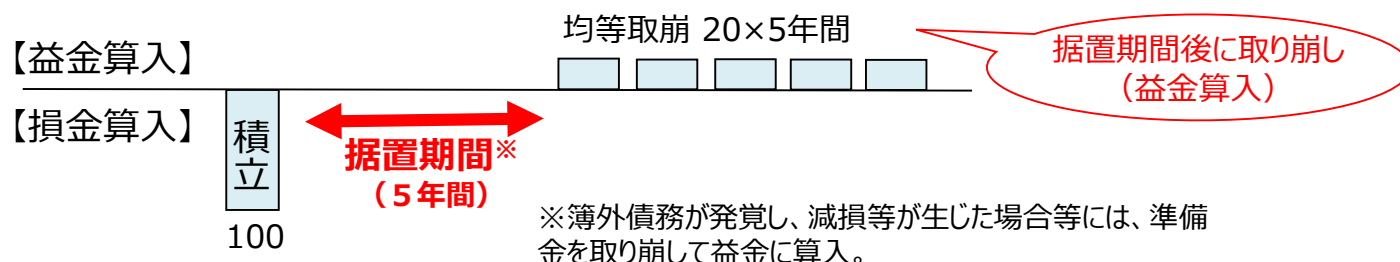 均等取崩 20×5年間
据置期間後に取り崩し
（益金算入）
【益金算入】
【損金算入】
積立
100
据置期間※
（５年間）
※簿外債務が発覚し、減損等が生じた場合等には、準備
金を取り崩して益金に算入。